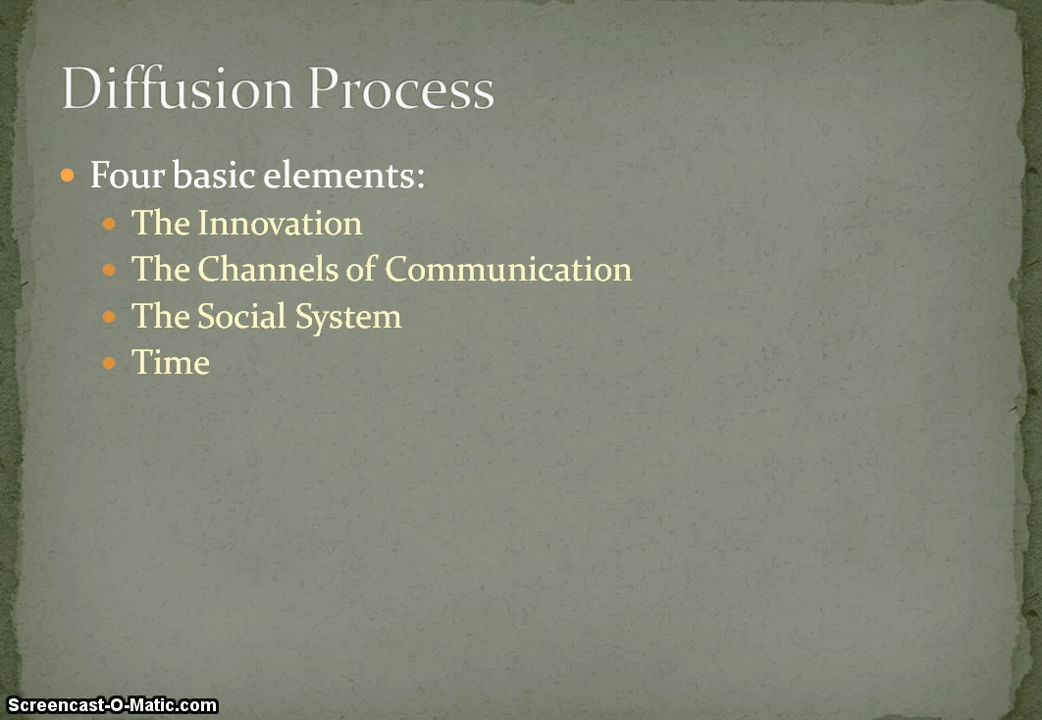 Diffusion Process
Four basic elements:
The Innovation
The Channels of Communication
The Social System
Time
Screencast-O-Matic.com